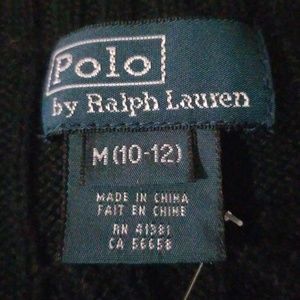 Polo
by Ralph Lauren
M (10-12)
MADE IN CHINA
FAIT EN CHINE
RN 41381
CA 56658